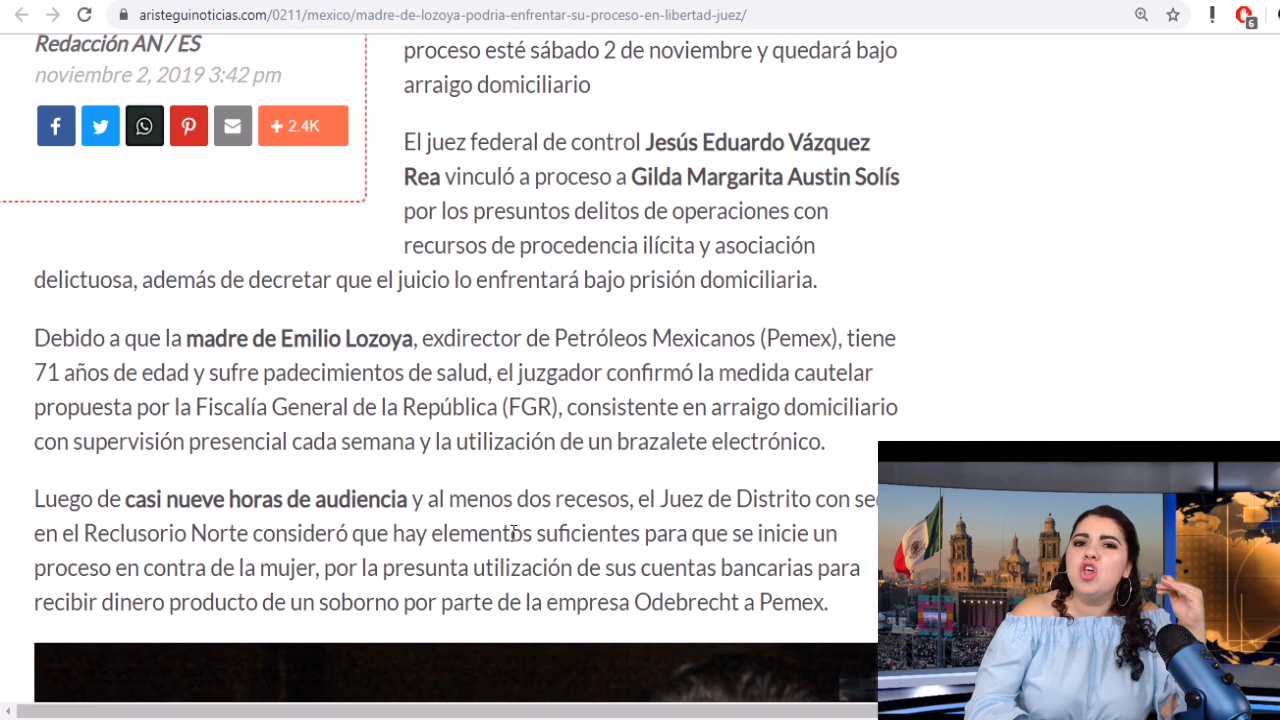 aristeguinoticias.com/0211/mexico/madre-de-lozoya-podria-enfrentar-su-proceso-en-libertad-juez/
6
Redacción AN / ES
noviembre 2, 2019 3:42 pm
+ 2.4K
proceso esté sábado 2 de noviembre y quedará bajo
arraigo domiciliario
El juez federal de control Jesús Eduardo Vázquez
Rea vinculó a proceso a Gilda Margarita Austin Solís
por los presuntos delitos de operaciones con
recursos de procedencia ilícita y asociación
delictuosa, además de decretar que el juicio lo enfrentará bajo prisión domiciliaria.
Debido a que la madre de Emilio Lozoya, exdirector de Petróleos Mexicanos (Pemex), tiene
71 años de edad y sufre padecimientos de salud, el juzgador confirmó la medida cautelar
propuesta por la Fiscalía General de la República (FGR), consistente en arraigo domiciliario
con supervisión presencial cada semana y la utilización de un brazalete electrónico.
Luego de casi nueve horas de audiencia y al menos dos recesos, el Juez de Distrito con
en el Reclusorio Norte consideró que hay elementos suficientes para que se inicie un
proceso en contra de la mujer, por la presunta utilización de sus cuentas bancarias para
recibir dinero producto de un soborno por parte de la empresa Odebrecht a Pemex.